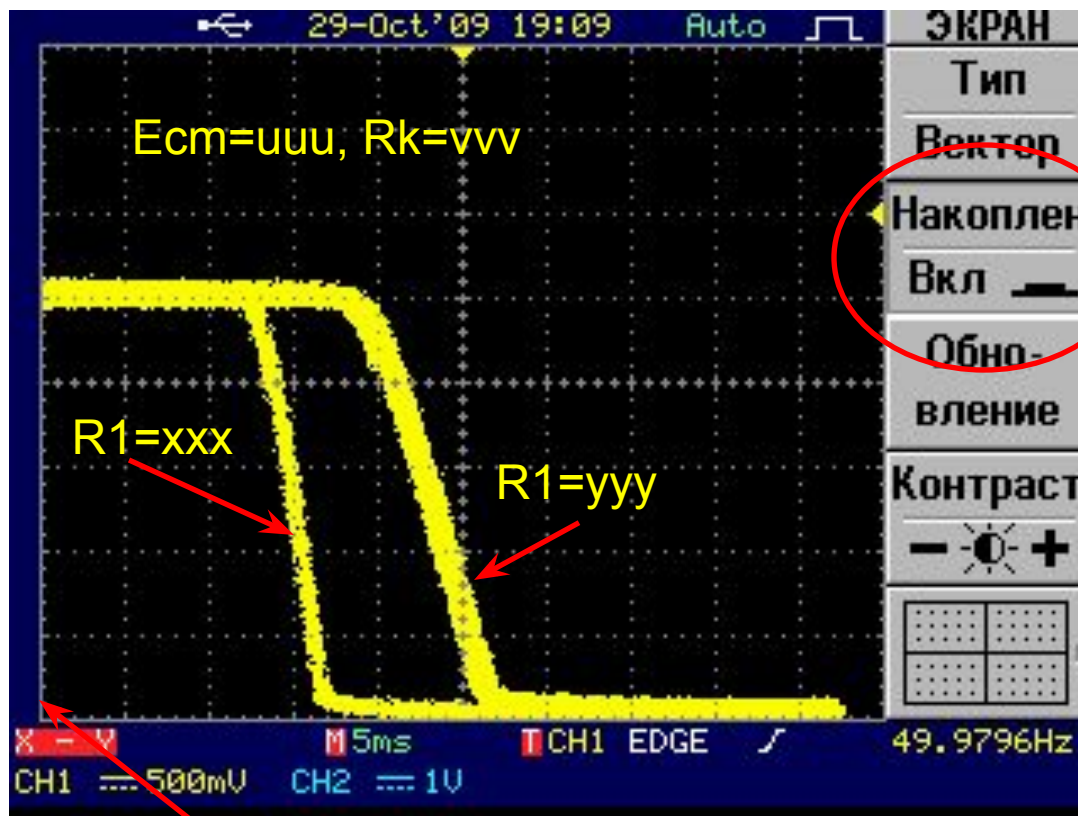 29-Oct'09 19:09 Auto
ЭКРАН
Тип
Вектор
Ecm=uuu, Rk=vvv
Накоплен
Вкл
Обно-
вление
R1=xxx
R1=yyy
Контраст
X - Y M 5ms T CH1 EDGE 49.9796Hz
CH1 500mV CH2 1V